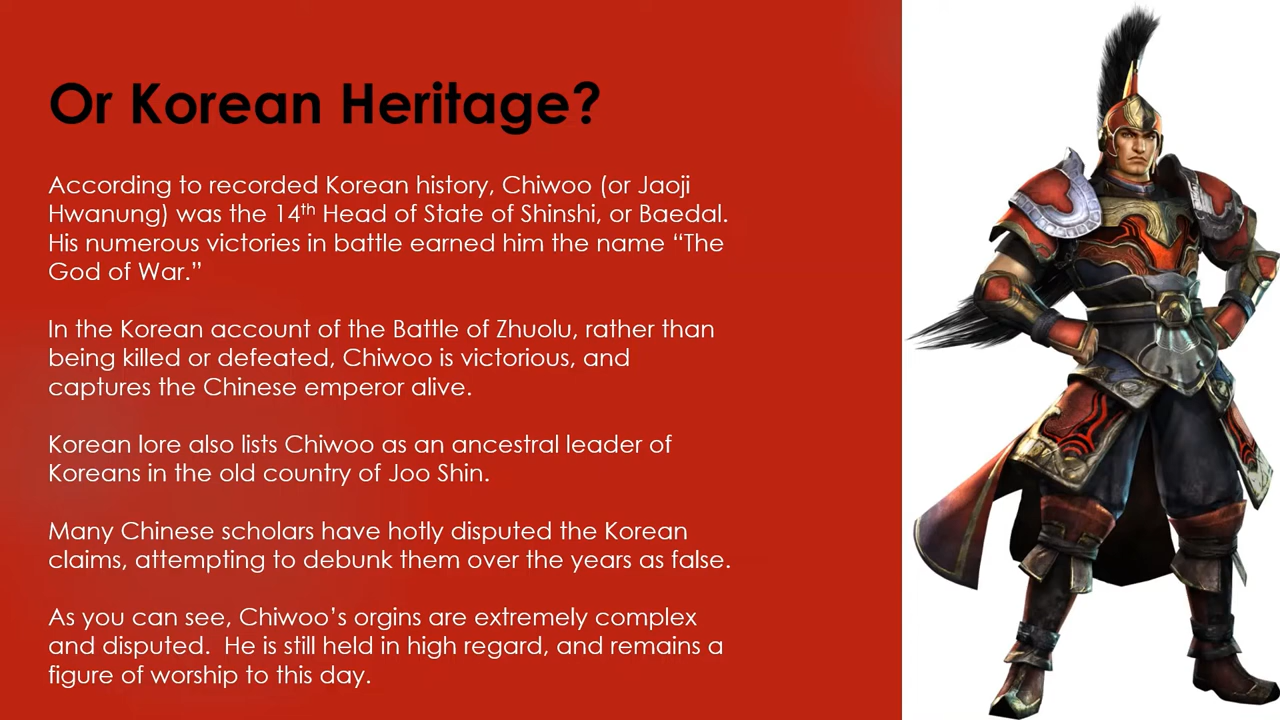 Or Korean Heritage?
According to recorded Korean history, Chiwoo (or Jaoji
Hwanung) was the 14th Head of State of Shinshi, or Baedal.
His numerous victories in battle earned him the name “The
God of War.”
In the Korean account of the Battle of Zhuolu, rather than
being killed or defeated, Chiwoo is victorious, and
captures the Chinese emperor alive.
Korean lore also lists Chiwoo as an ancestral leader of
Koreans in the old country of Joo Shin.
Many Chinese scholars have hotly disputed the Korean
claims, attempting to debunk them over the years as false.
As you can see, Chiwoo’s orgins are extremely complex
and disputed.  He is still held in high regard, and remains a
figure of worship to this day.